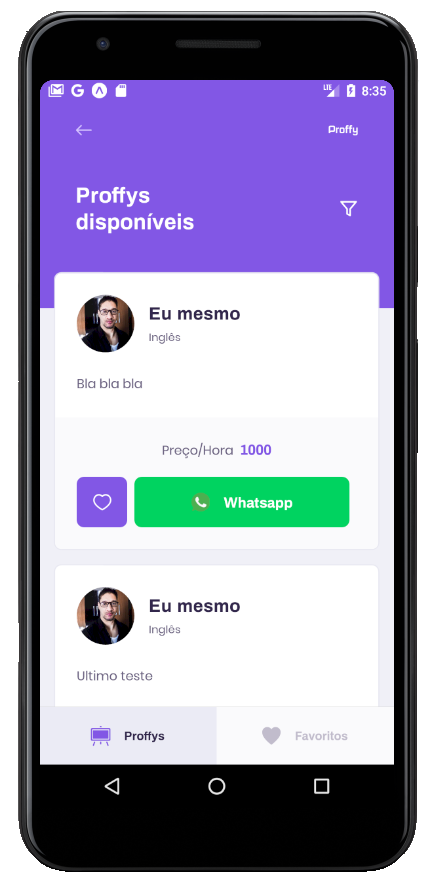 LTE 8:35
Proffy
Proffys
disponíveis
Eu mesmo
Inglês
Bla bla bla
Preço/Hora 1000
Whatsapp
Eu mesmo
Inglês
Ultimo teste
Proffys Favoritos